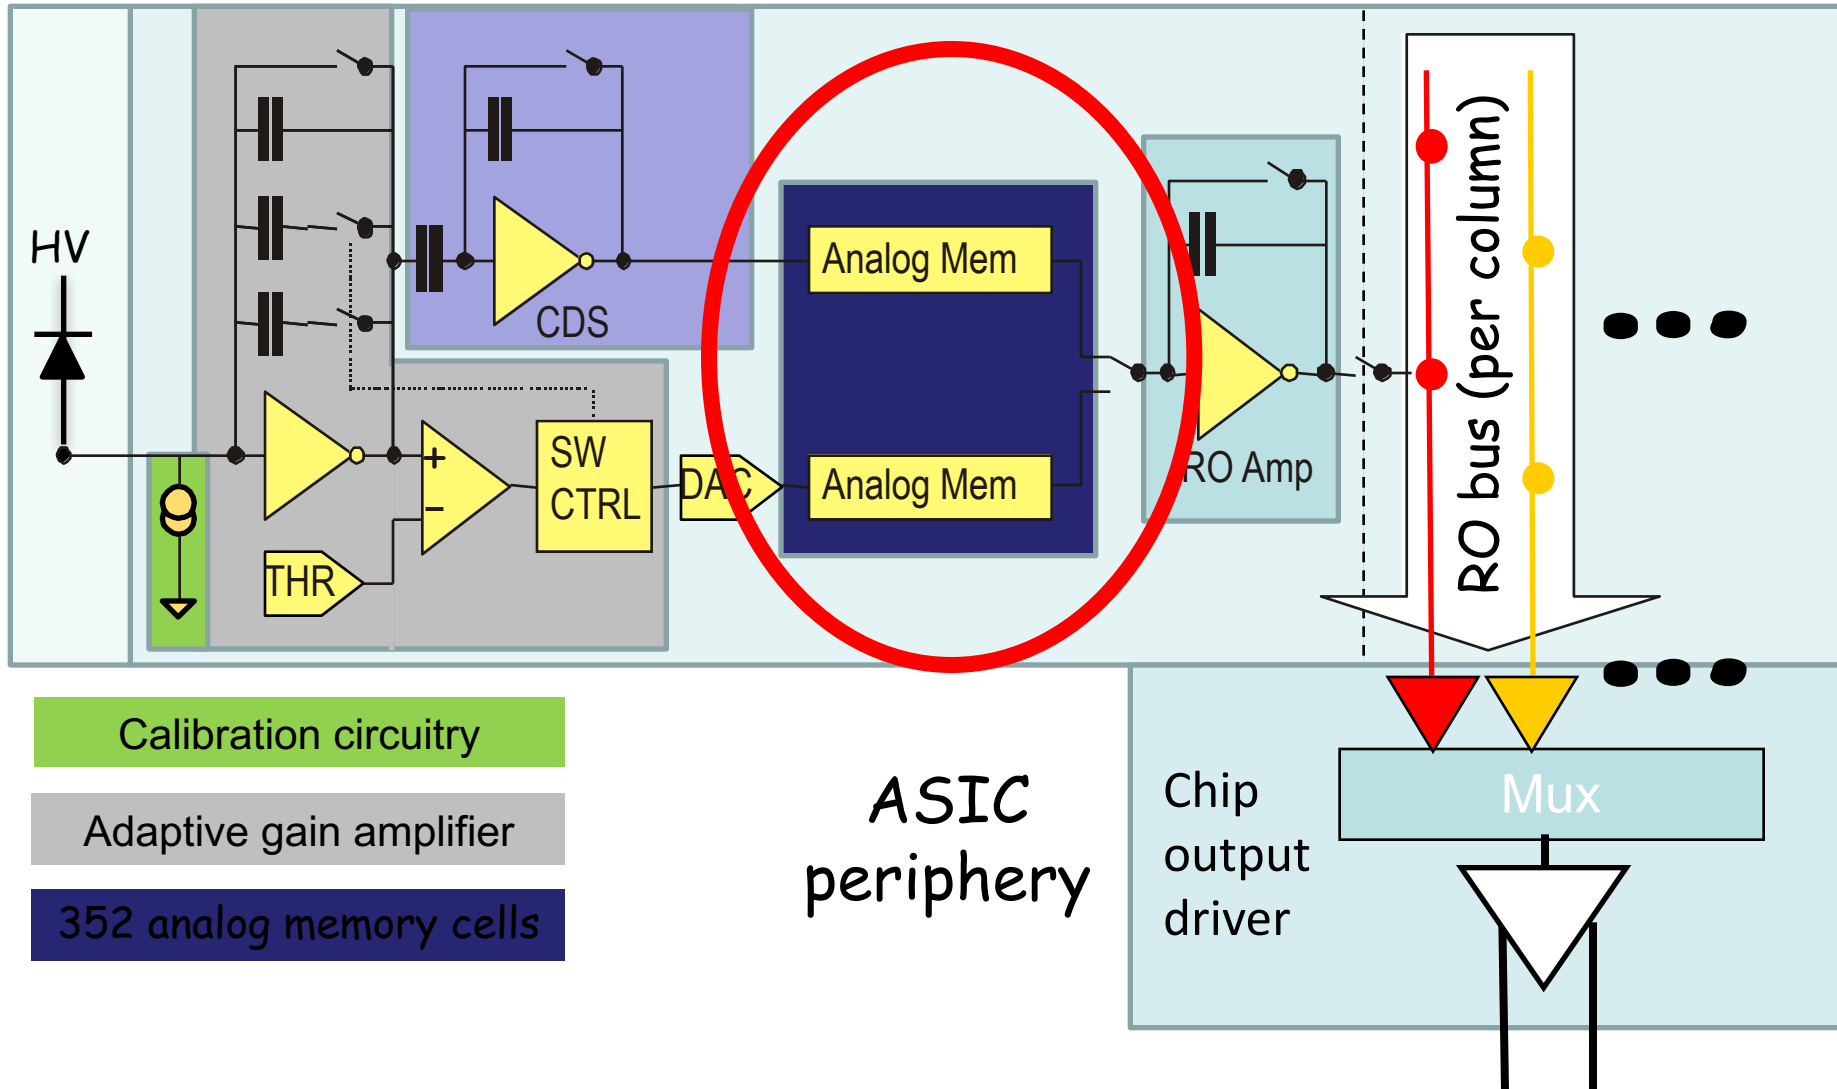 HV
CDS
Analog Mem
+
−
SW
CTRL
DAC
Analog Mem
THR
RO Amp
RO bus (per column)
Calibration circuitry
Adaptive gain amplifier
352 analog memory cells
ASIC
periphery
Chip
output
driver
Mux